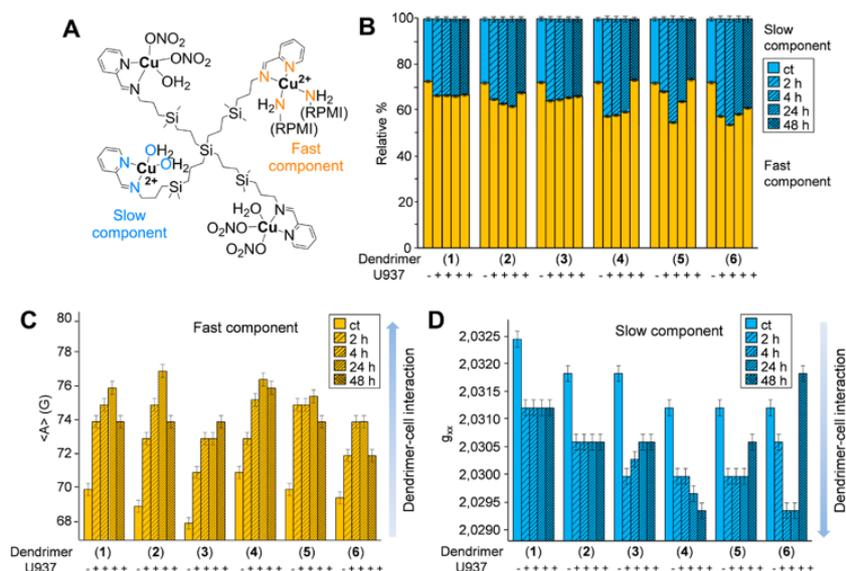 A
ONO2
ONO2
Cu
N
OH2
N
Si
Si
N
N
Cu2+
H2N
NH2
(RPMI)
(RPMI)
Fast
component
Si
OH2
OH2
N
Cu
2+
N
Si
Si
Slow
component
H2O
N
O2NO
Cu
N
O2NO
B
100
80
60
40
20
0
Relative %
Slow
component
ct
2 h
4 h
24 h
48 h
Fast
component
Dendrimer (1) (2) (3) (4) (5) (6)
U937 - + + + + - + + + + - + + + + - + + + + - + + + + - + + + +
C
80
78
76
74
72
70
68
<A> (G)
Fast component
ct
2 h
4 h
24 h
48 h
Dendrimer-cell interaction
Dendrimer (1) (2) (3) (4) (5) (6)
U937 - + + + + - + + + + - + + + + - + + + + - + + + + - + + + +
D
2,0325
2,0320
2,0315
2,0310
2,0305
2,0300
2,0295
2,0290
gxx
Slow component
ct
2 h
4 h
24 h
48 h
Dendrimer-cell interaction
Dendrimer (1) (2) (3) (4) (5) (6)
U937 - + + + + - + + + + - + + + + - + + + + - + + + + - + + + +